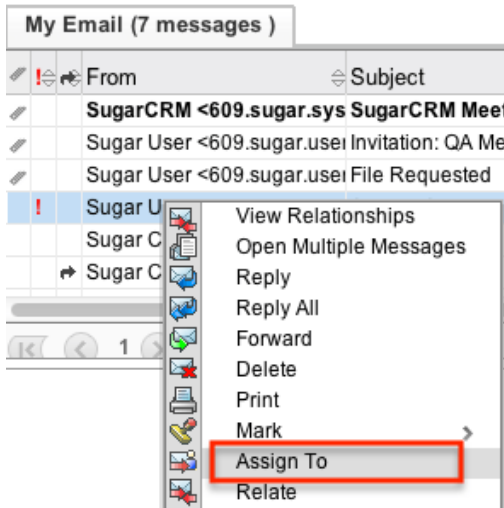 My Email (7 messages )
! From Subject
SugarCRM <609.sugar.sys SugarCRM Meet
Sugar User <609.sugar.user Invitation: QA Me
Sugar User <609.sugar.user File Requested
! Sugar U
Sugar C
Sugar C
1
View Relationships
Open Multiple Messages
Reply
Reply All
Forward
Delete
Print
Mark
Assign To
Relate